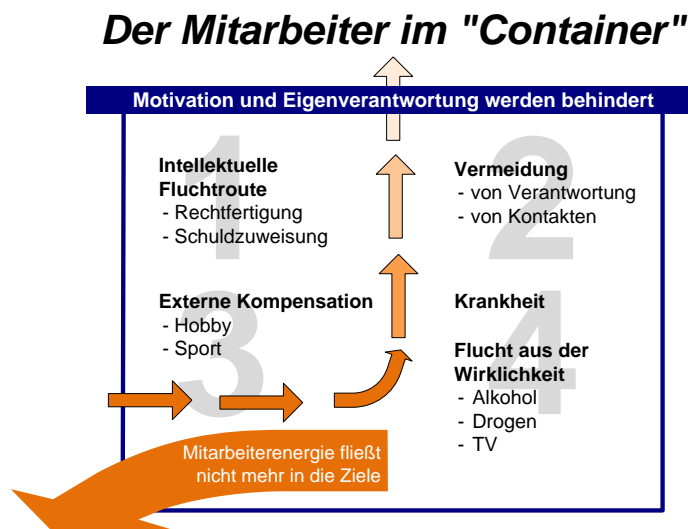 Der Mitarbeiter im "Container"
Motivation und Eigenverantwortung werden behindert
1
Intellektuelle
Fluchtroute
- Rechtfertigung
- Schuldzuweisung
2
Vermeidung
- von Verantwortung
- von Kontakten
3
Externe Kompensation
- Hobby
- Sport
4
Krankheit
Flucht aus der
Wirklichkeit
- Alkohol
- Drogen
- TV
Mitarbeiterenergie fließt
nicht mehr in die Ziele